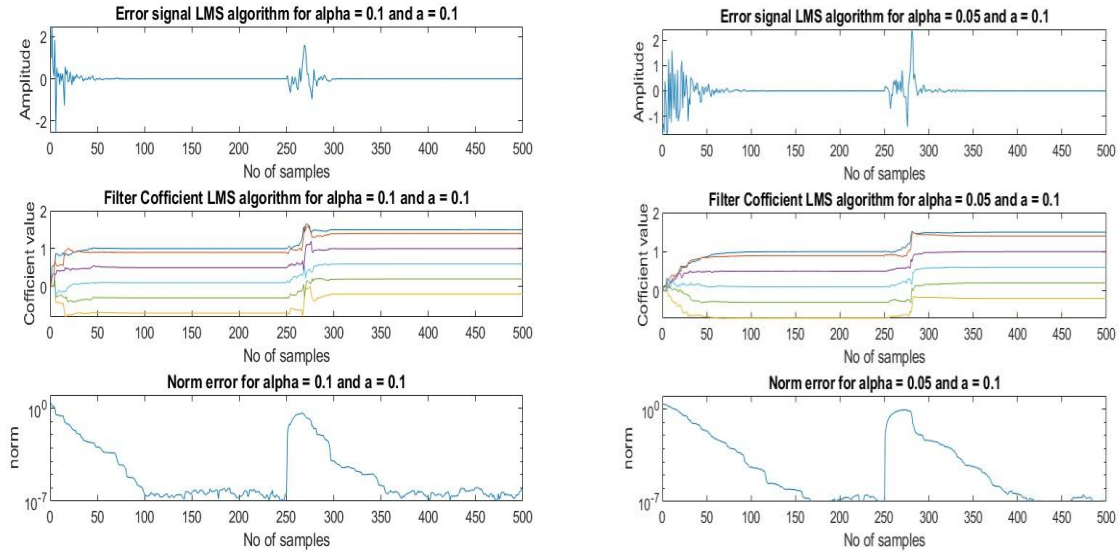 Error signal LMS algorithm for alpha = 0.1 and a = 0.1
Amplitude
2
0
-2
0 50 100 150 200 250 300 350 400 450 500
No of samples
Filter Cofficient LMS algorithm for alpha = 0.1 and a = 0.1
Cofficient value
2
1
0
0 50 100 150 200 250 300 350 400 450 500
No of samples
Norm error for alpha = 0.1 and a = 0.1
norm
10^0
10^-7
0 50 100 150 200 250 300 350 400 450 500
No of samples
Error signal LMS algorithm for alpha = 0.05 and a = 0.1
Amplitude
2
1
0
-1
0 50 100 150 200 250 300 350 400 450 500
No of samples
Filter Cofficient LMS algorithm for alpha = 0.05 and a = 0.1
Cofficient value
2
1
0
0 50 100 150 200 250 300 350 400 450 500
No of samples
Norm error for alpha = 0.05 and a = 0.1
norm
10^0
10^-7
0 50 100 150 200 250 300 350 400 450 500
No of samples